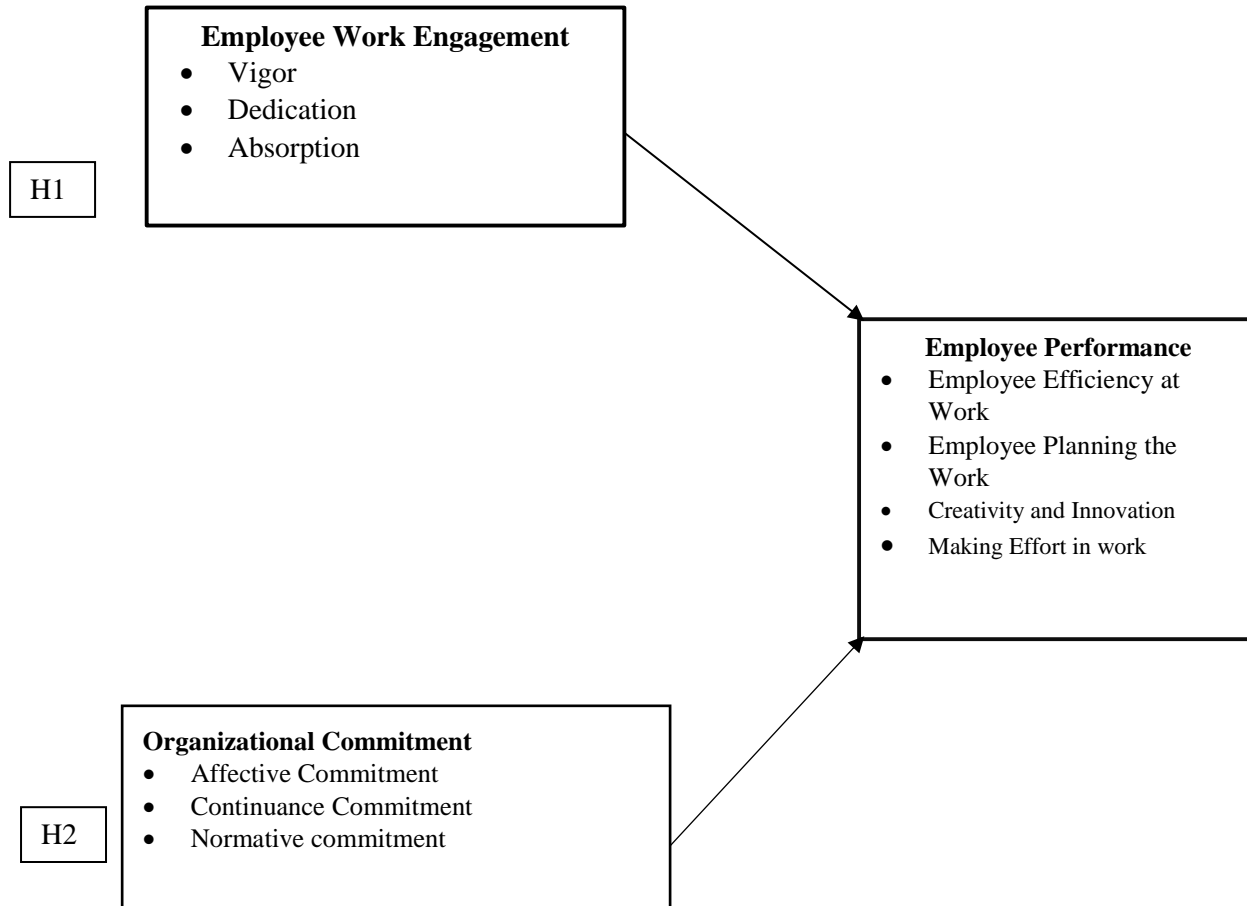 Employee Work Engagement
• Vigor
• Dedication
• Absorption
H1
Employee Performance
• Employee Efficiency at
Work
• Employee Planning the
Work
• Creativity and Innovation
• Making Effort in work
Organizational Commitment
• Affective Commitment
• Continuance Commitment
• Normative commitment
H2